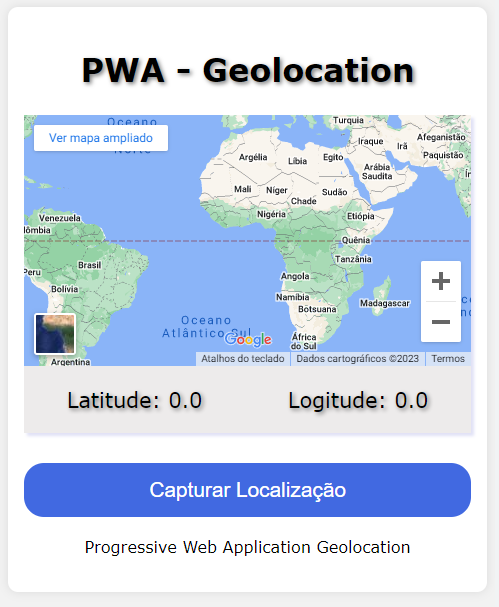 PWA - Geolocation
Oceano
Norte
Ver mapa ampliado
Turquia
Afeganistão
Iraque
Irã
Paquistão
Argélia
Líbia
Egito
Arábia
Saudita
Mali
Níger
Sudão
Chade
Nigéria
Etiópia
Venezuela
lômbia
Quênia
Tanzânia
Brasil
Peru
Angola
Bolívia
Namíbia
Botsuana
Madagascar
Oceano
Atlântico Sul
África
do Sul
Google
Argentina
Atalhos do teclado
Dados cartográficos ©2023
Termos
Latitude: 0.0
Logitude: 0.0
Capturar Localização
Progressive Web Application Geolocation